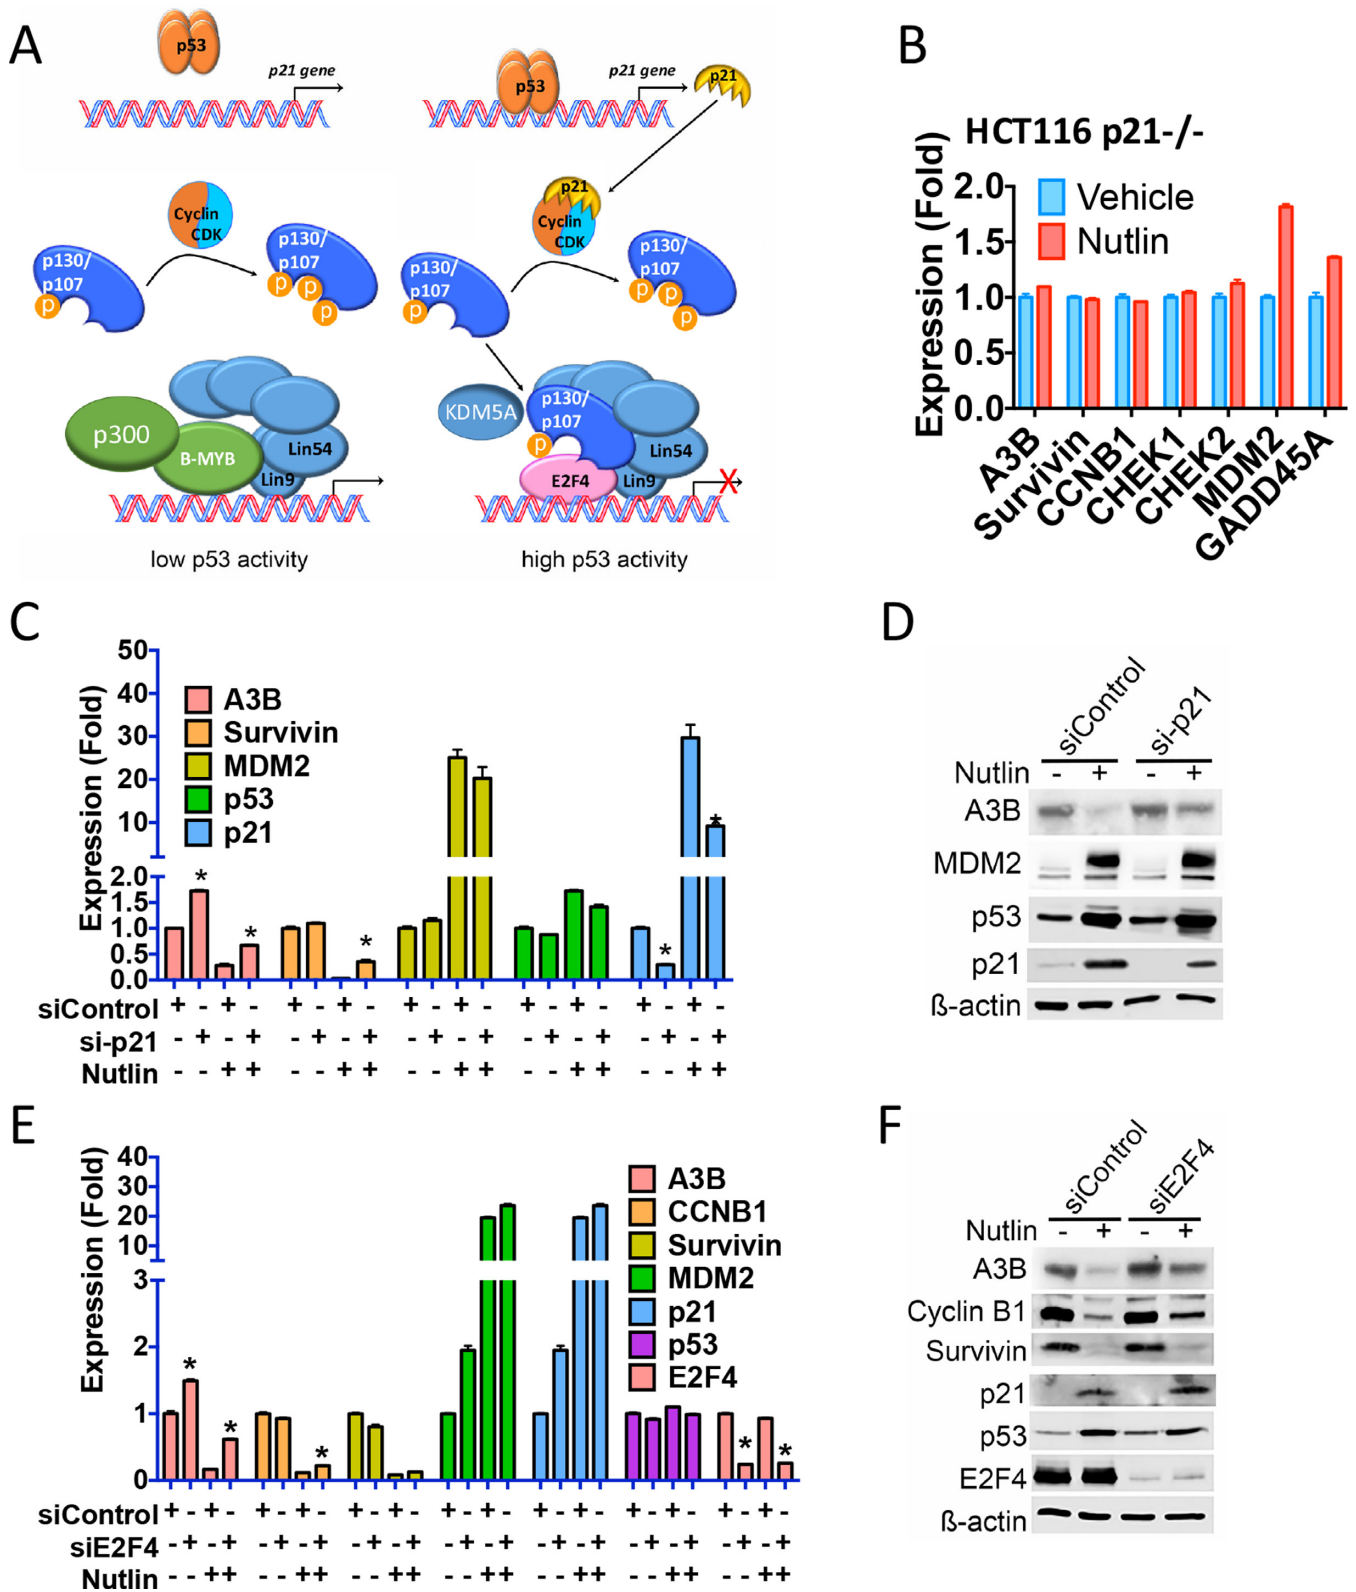 A
p53
p21 gene
p53
p21 gene
p21
Cyclin
CDK
p130/
p107
P
p130/
p107
P P
P
p21
Cyclin
CDK
p130/
p107
P
p130/
p107
P P
P
p300
B-MYB
Lin54
Lin9
KDM5A
p130/
p107
P
E2F4
Lin54
Lin9
X
low p53 activity
high p53 activity
B
HCT116 p21-/-
Expression (Fold)
2.0
1.5
1.0
0.5
0.0
Vehicle
Nutlin
A3B
Survivin
CCNB1
CHEK1
CHEK2
MDM2
GADD45A
C
Expression (Fold)
50
40
30
20
10
2.0
1.5
1.0
0.5
0.0
A3B
Survivin
MDM2
p53
p21
* * * * *
siControl + - + - + - + - + - + - + - + - + - + -
si-p21 - + - + - + - + - + - + - + - + - + - +
Nutlin - - + + - - + + - - + + - - + + - - + +
D
siControl
si-p21
Nutlin - + - +
A3B
MDM2
p53
p21
ß-actin
E
Expression (Fold)
40
30
20
10
3
2
1
0
A3B
CCNB1
Survivin
MDM2
p21
p53
E2F4
* * * * *
siControl + - + - + - + - + - + - + - + - + - + - + - + - + - + -
siE2F4 - + - + - + - + - + - + - + - + - + - + - + - + - + - +
Nutlin - - + + - - + + - - + + - - + + - - + + - - + + - - + +
F
siControl
siE2F4
Nutlin - + - +
A3B
Cyclin B1
Survivin
p21
p53
E2F4
ß-actin